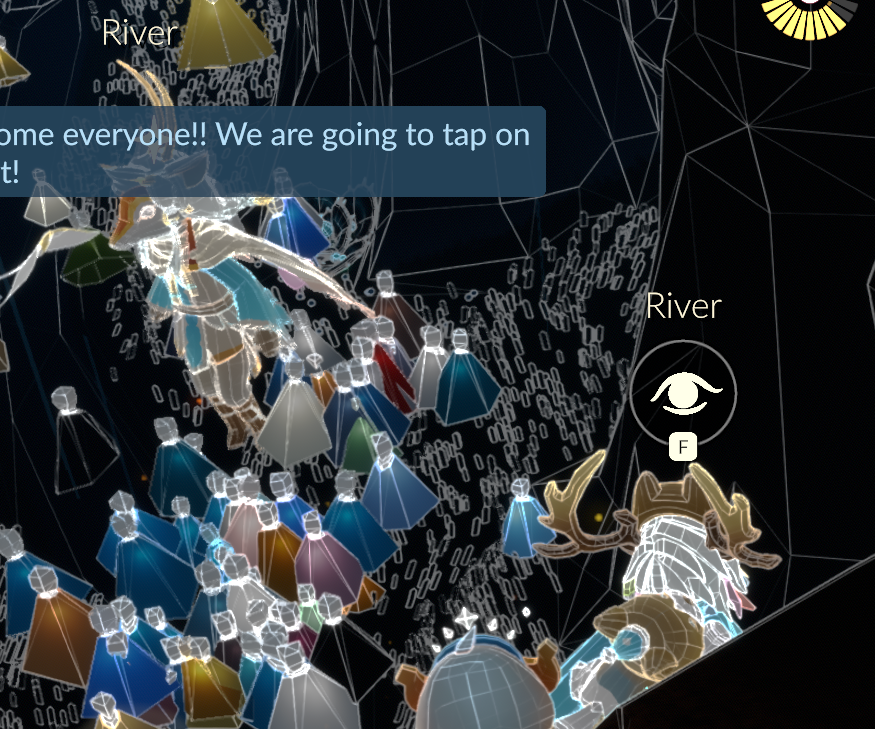 River
ome everyone!! We are going to tap on
t!
River
F